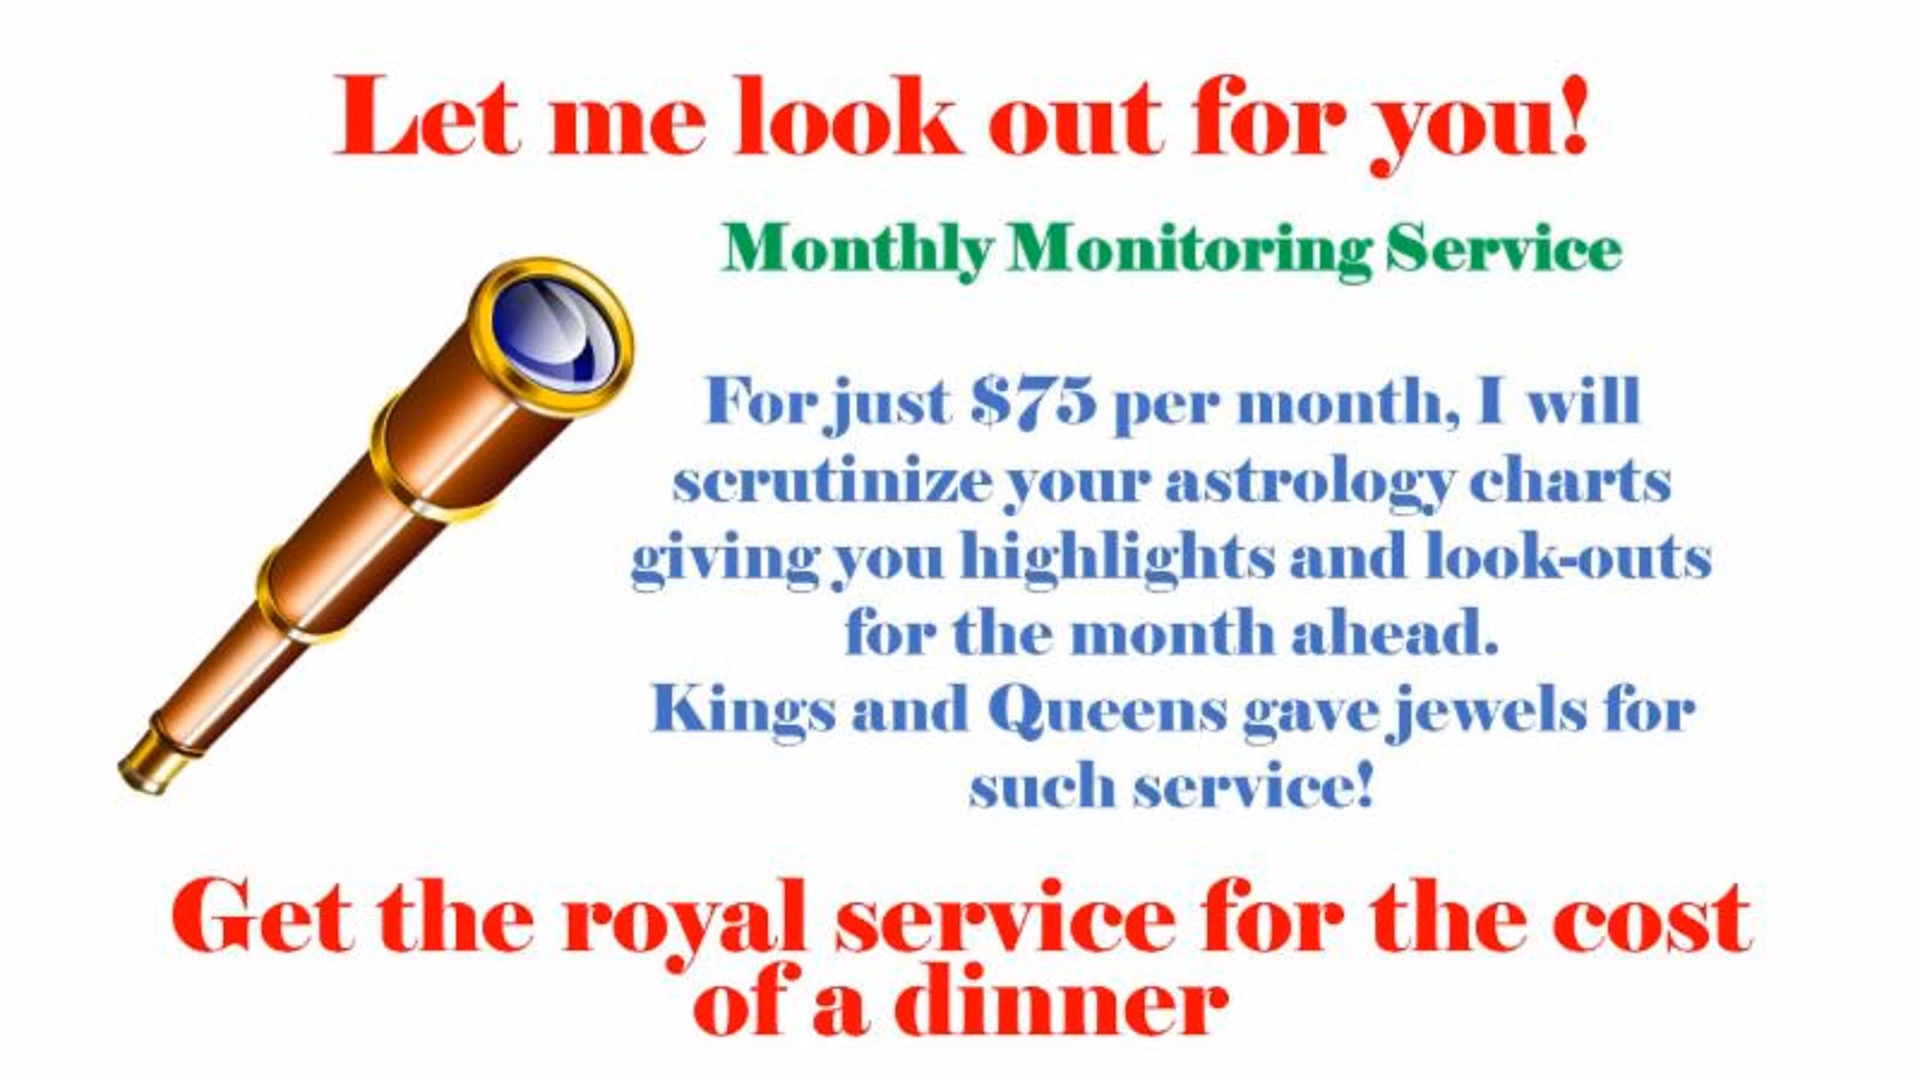 Let me look out for you!
Monthly Monitoring Service
For just $75 per month, I will
scrutinize your astrology charts
giving you highlights and look-outs
for the month ahead.
Kings and Queens gave jewels for
such service!
Get the royal service for the cost
of a dinner